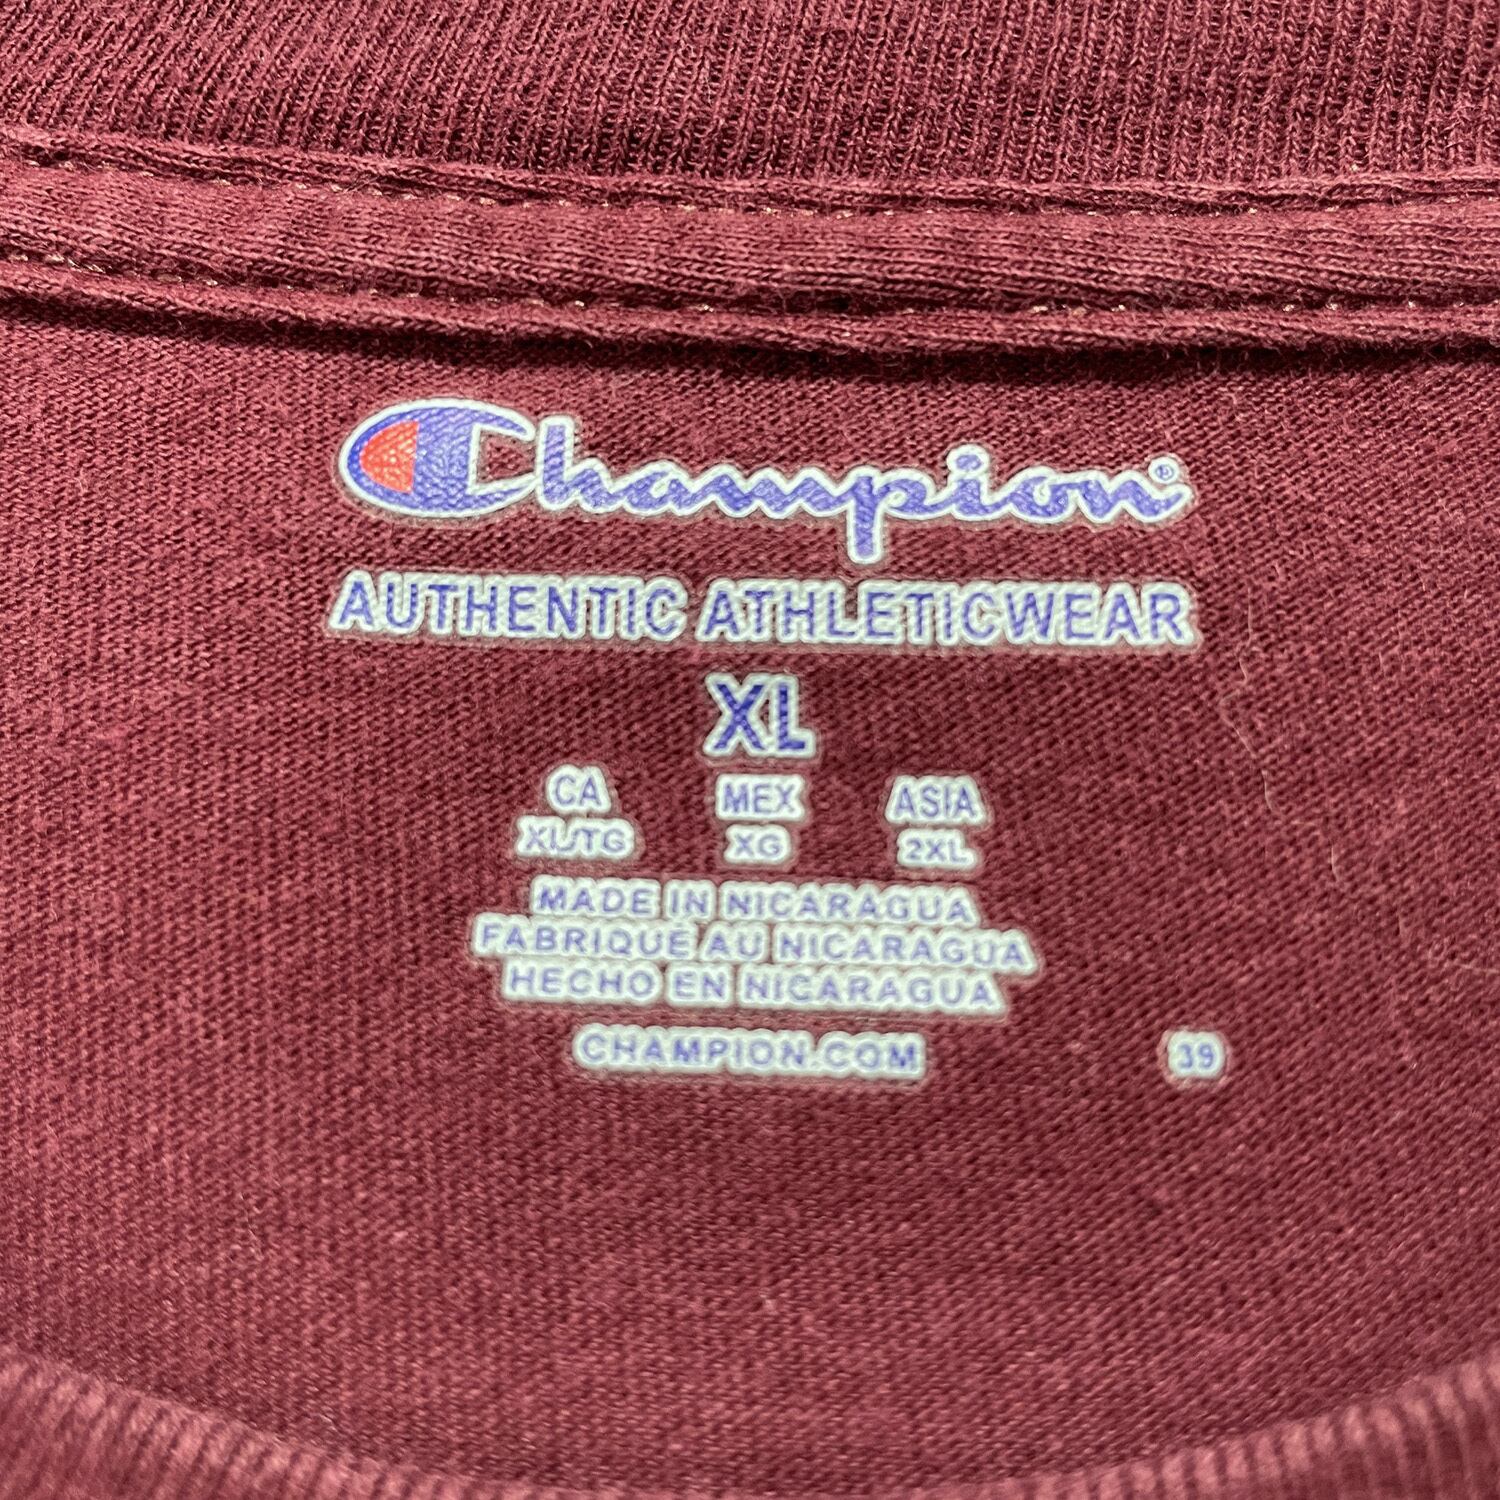 Champion®
AUTHENTIC ATHLETICWEAR
XL
CA MEX ASIA
XL/TG XG 2XL
MADE IN NICARAGUA
FABRIQUÉ AU NICARAGUA
HECHO EN NICARAGUA
CHAMPION.COM 39